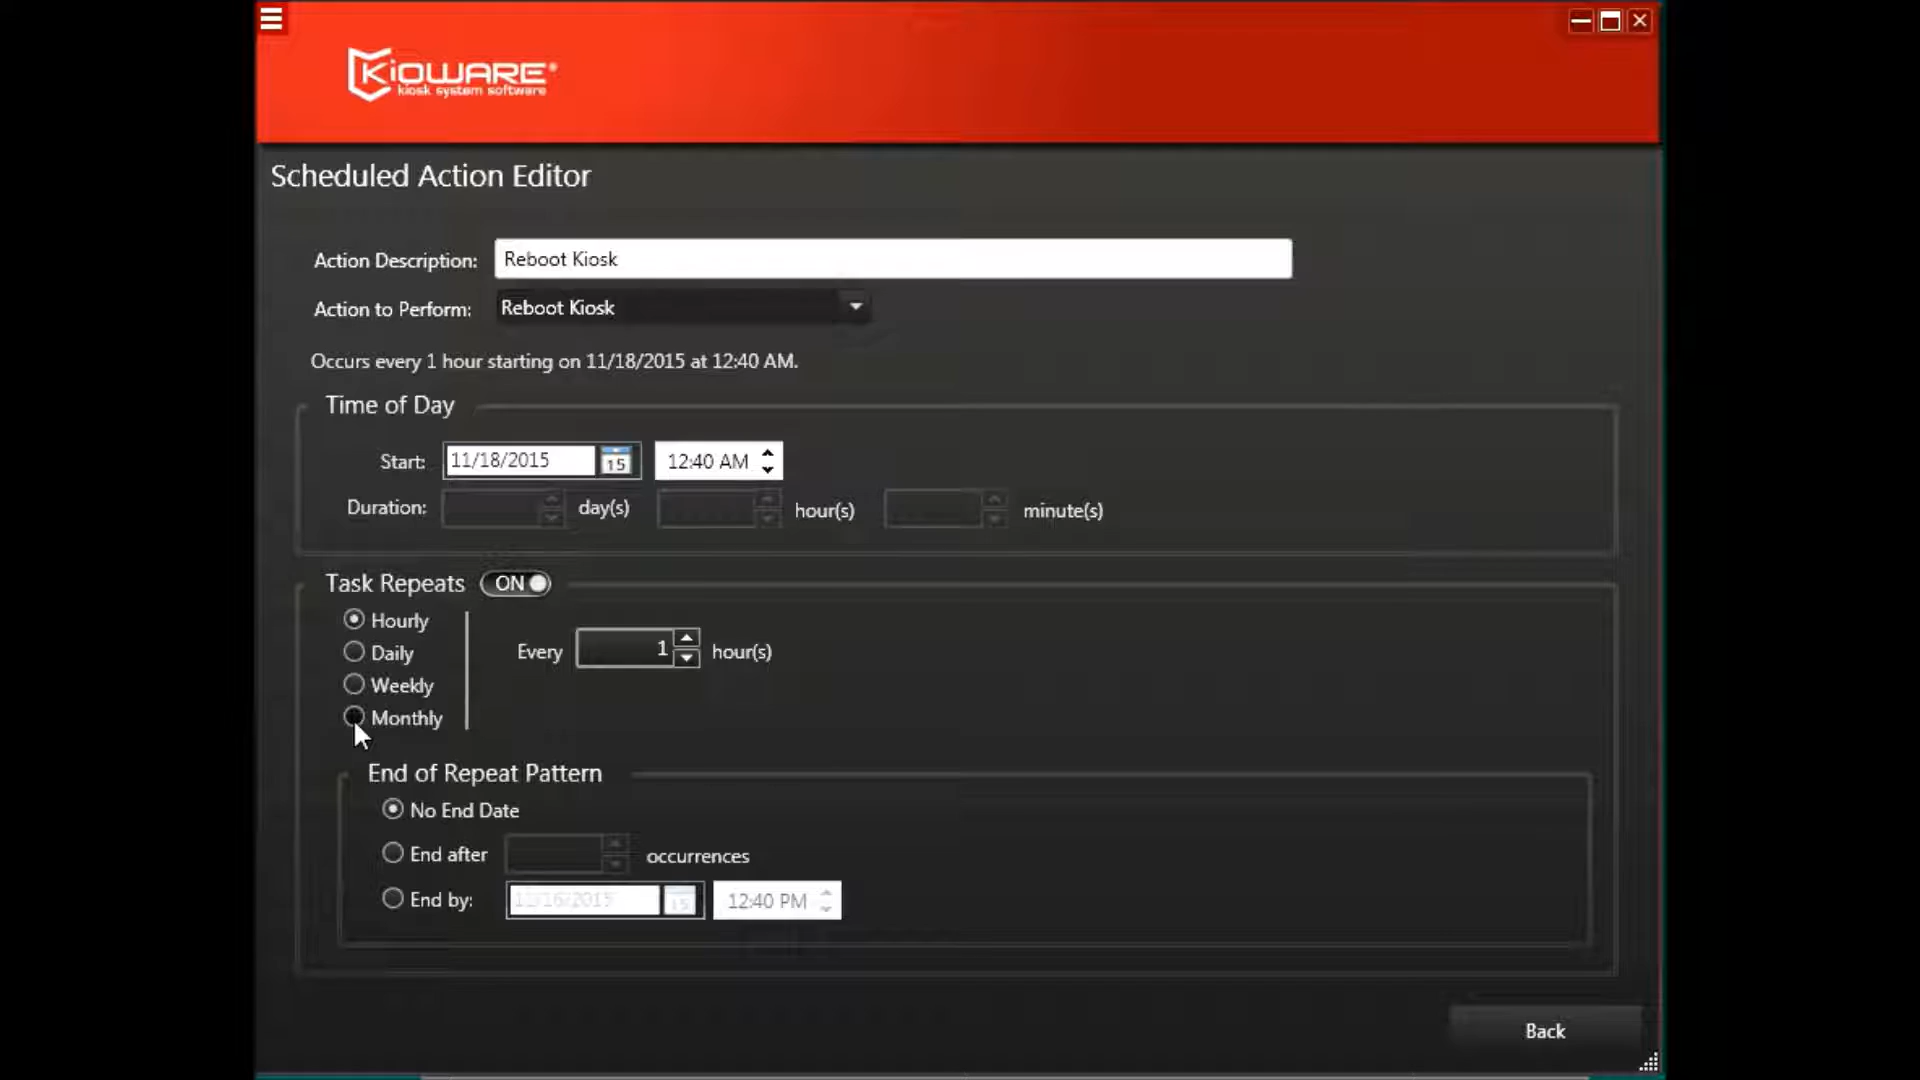 KIOWARE®
kiosk system software
Scheduled Action Editor
Action Description: Reboot Kiosk
Action to Perform: Reboot Kiosk
Occurs every 1 hour starting on 11/18/2015 at 12:40 AM.
Time of Day
Start: 11/18/2015 15 12:40 AM
Duration: day(s) hour(s) minute(s)
Task Repeats ON
Hourly
Daily
Weekly
Monthly
Every 1 hour(s)
End of Repeat Pattern
No End Date
End after occurrences
End by: 11/16/2015 15 12:40 PM
Back